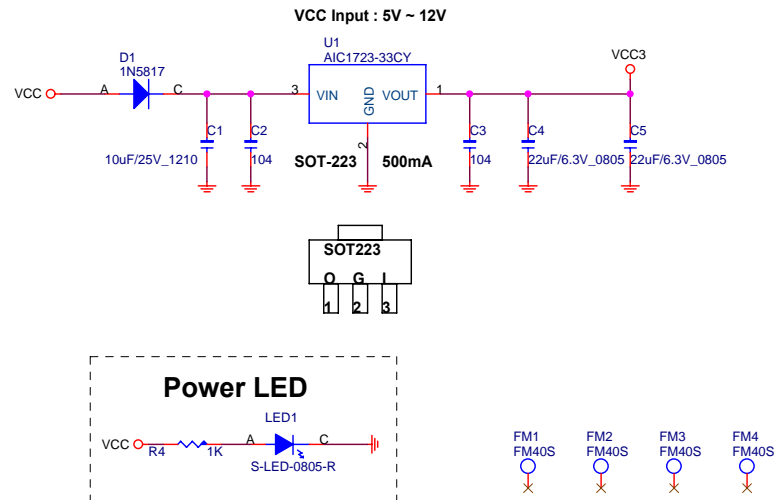 VCC Input : 5V ~ 12V
U1
AIC1723-33CY
D1
1N5817
VCC3
VCC A C 3 VIN GND VOUT 1
2
C1 C2 C3 C4 C5
10uF/25V_1210 104 SOT-223 500mA 104 22uF/6.3V_0805 22uF/6.3V_0805
SOT223
O G I
1 2 3
Power LED
LED1
VCC R4 1K A C
S-LED-0805-R
FM1 FM2 FM3 FM4
FM40S FM40S FM40S FM40S